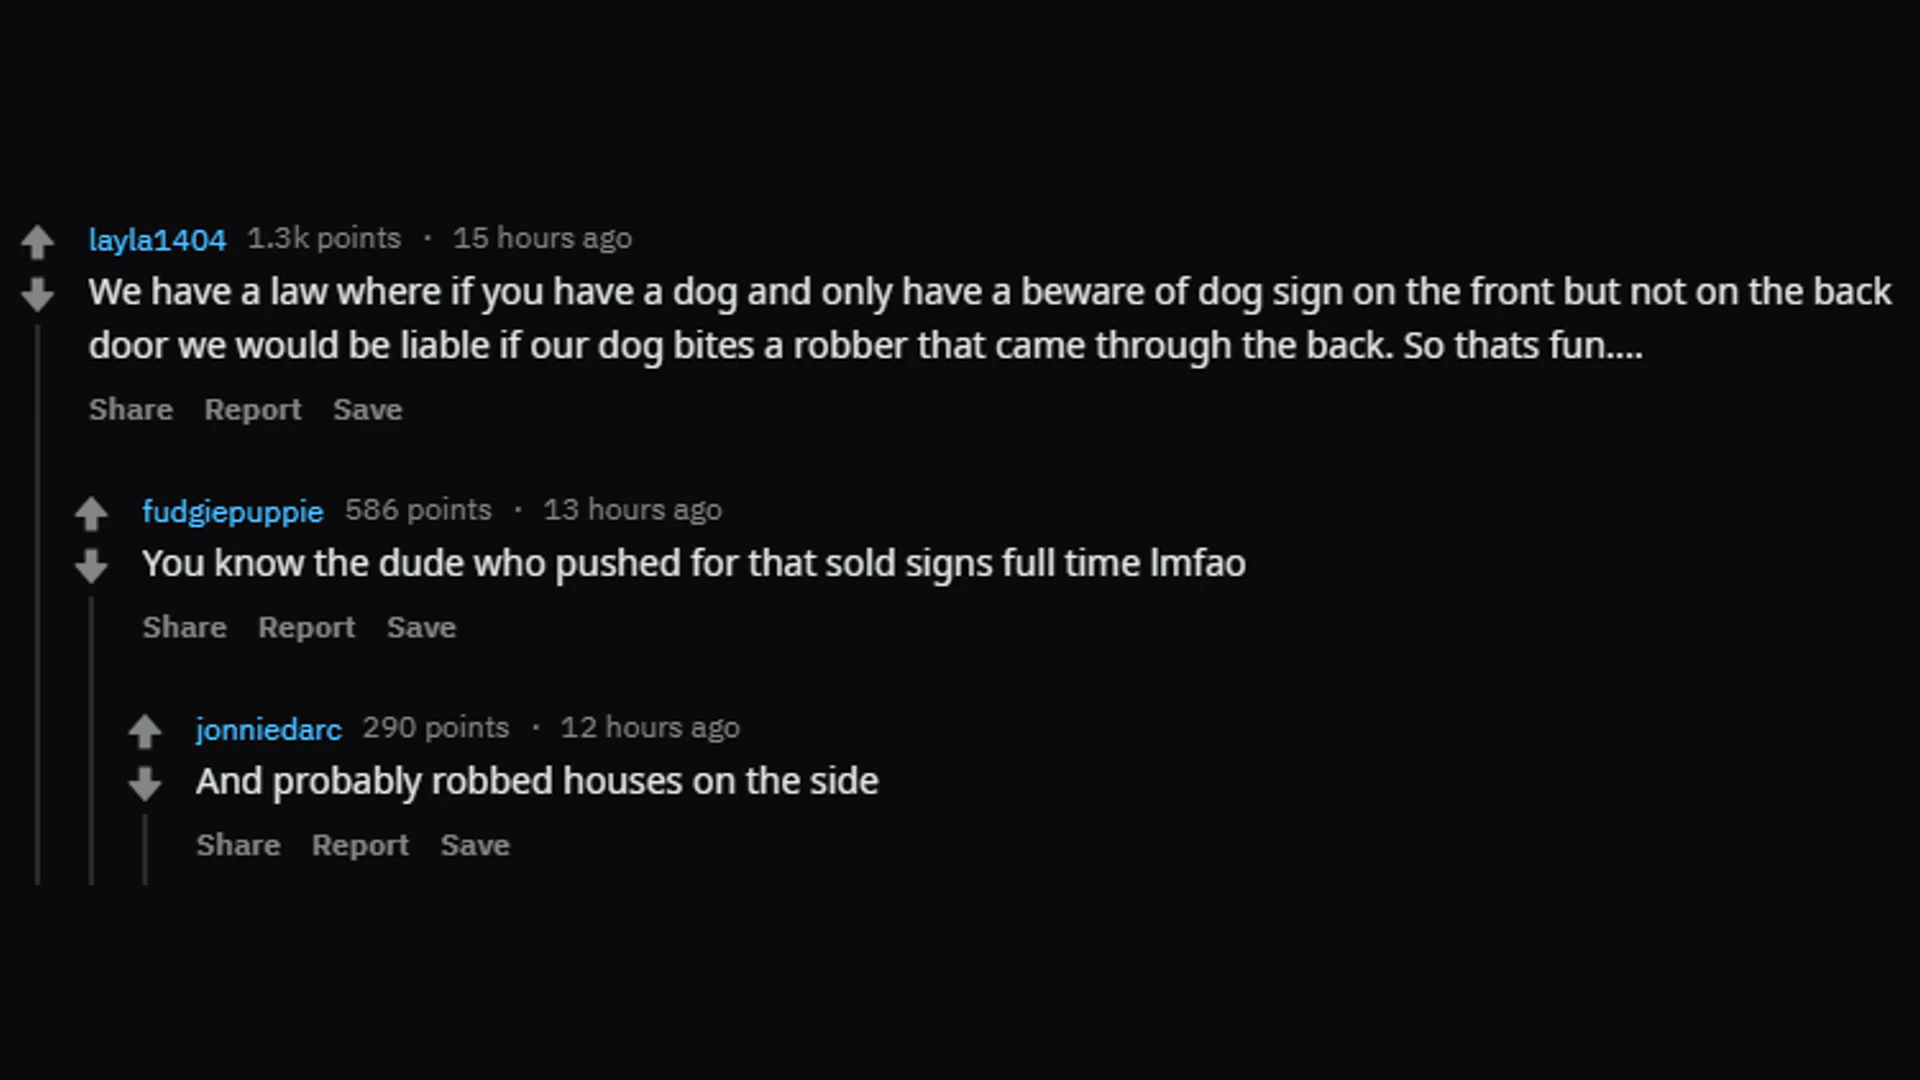 layla1404 1.3k points · 15 hours ago
We have a law where if you have a dog and only have a beware of dog sign on the front but not on the back
door we would be liable if our dog bites a robber that came through the back. So thats fun....
Share Report Save
fudgiepuppie 586 points · 13 hours ago
You know the dude who pushed for that sold signs full time lmfao
Share Report Save
jonniedarc 290 points · 12 hours ago
And probably robbed houses on the side
Share Report Save